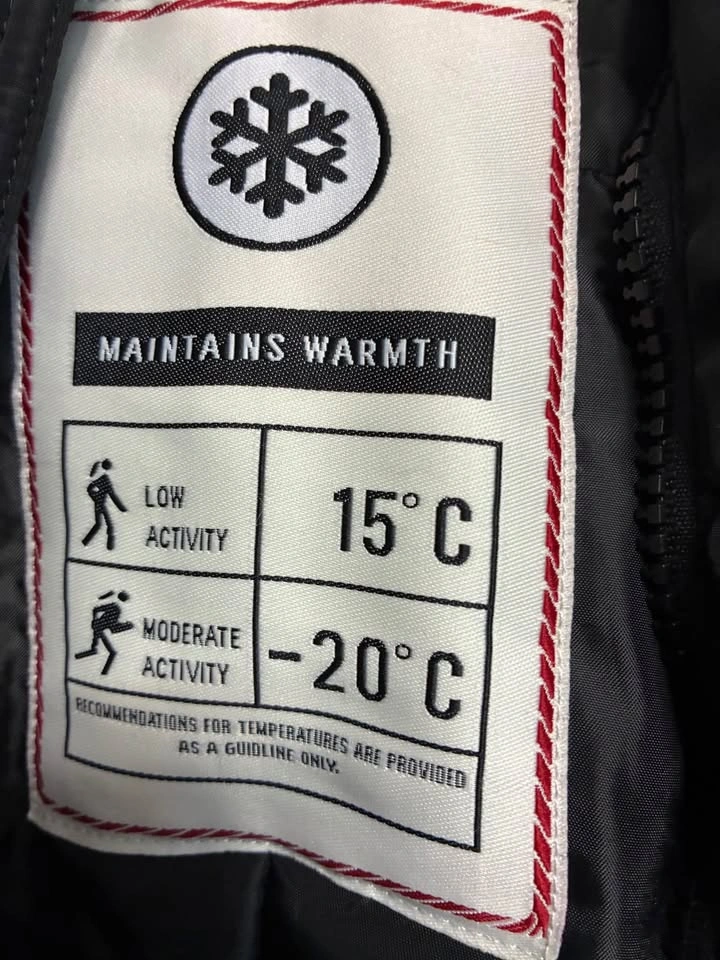 MAINTAINS WARMTH
LOW
ACTIVITY
15°C
MODERATE
ACTIVITY
-20°C
RECOMMENDATIONS FOR TEMPERATURES ARE PROVIDED
AS A GUIDLINE ONLY.